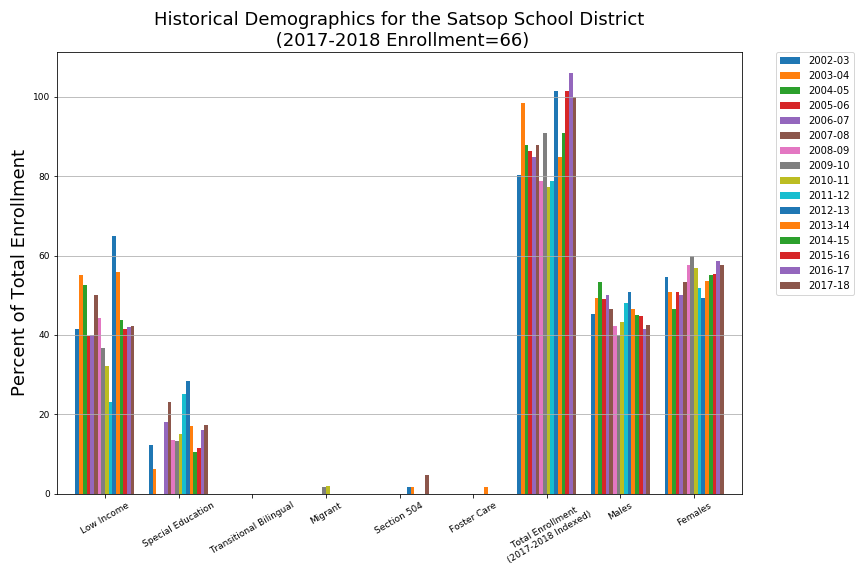 Historical Demographics for the Satsop School District
(2017-2018 Enrollment=66)
Percent of Total Enrollment
100
80
60
40
20
0
Low Income
Special Education
Transitional Bilingual
Migrant
Section 504
Foster Care
Total Enrollment
(2017-2018 Indexed)
Males
Females
2002-03
2003-04
2004-05
2005-06
2006-07
2007-08
2008-09
2009-10
2010-11
2011-12
2012-13
2013-14
2014-15
2015-16
2016-17
2017-18